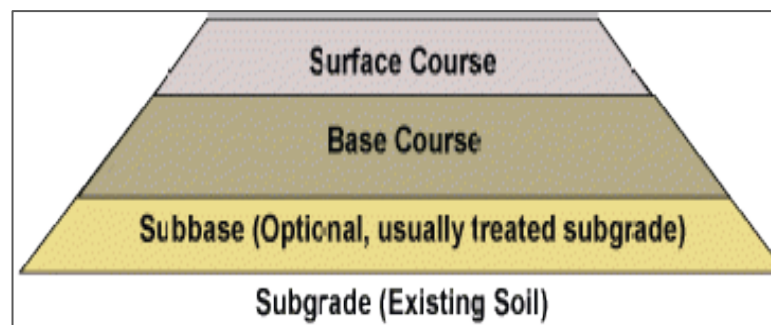 Surface Course
Base Course
Subbase (Optional, usually treated subgrade)
Subgrade (Existing Soil)